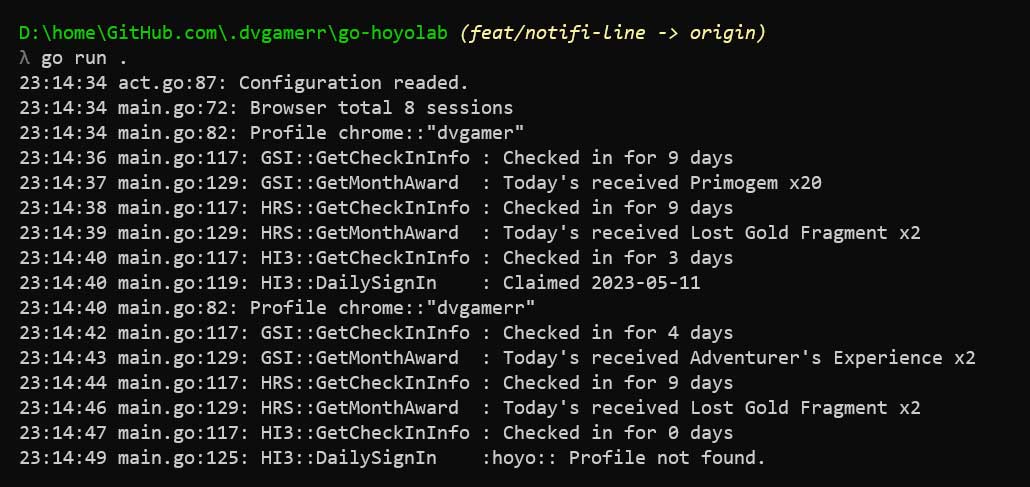 D:\home\GitHub.com\.dvgamerr\go-hoyolab (feat/notifi-line -> origin)
λ go run .
23:14:34 act.go:87: Configuration readed.
23:14:34 main.go:72: Browser total 8 sessions
23:14:34 main.go:82: Profile chrome::"dvgamer"
23:14:36 main.go:117: GSI::GetCheckInInfo : Checked in for 9 days
23:14:37 main.go:129: GSI::GetMonthAward  : Today's received Primogem x20
23:14:38 main.go:117: HRS::GetCheckInInfo : Checked in for 9 days
23:14:39 main.go:129: HRS::GetMonthAward  : Today's received Lost Gold Fragment x2
23:14:40 main.go:117: HI3::GetCheckInInfo : Checked in for 3 days
23:14:40 main.go:119: HI3::DailySignIn    : Claimed 2023-05-11
23:14:40 main.go:82: Profile chrome::"dvgamerr"
23:14:42 main.go:117: GSI::GetCheckInInfo : Checked in for 4 days
23:14:43 main.go:129: GSI::GetMonthAward  : Today's received Adventurer's Experience x2
23:14:44 main.go:117: HRS::GetCheckInInfo : Checked in for 9 days
23:14:46 main.go:129: HRS::GetMonthAward  : Today's received Lost Gold Fragment x2
23:14:47 main.go:117: HI3::GetCheckInInfo : Checked in for 0 days
23:14:49 main.go:125: HI3::DailySignIn    :hoyo:: Profile not found.